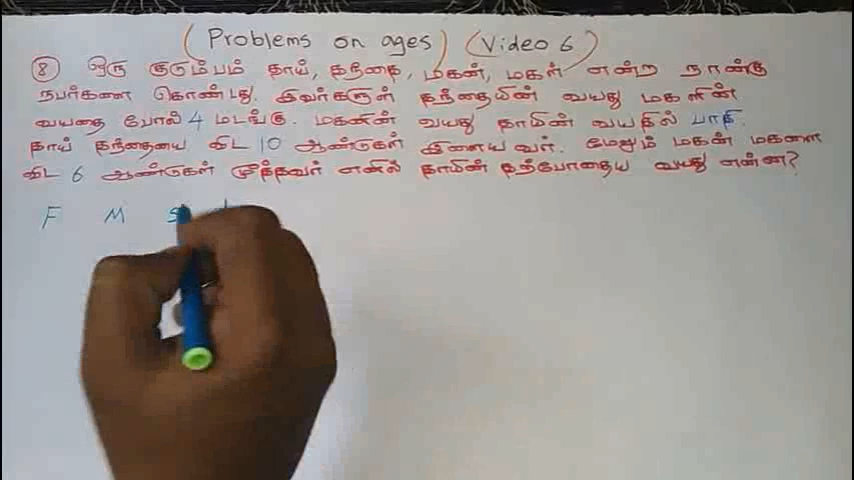 (Problems on ages) (Video 6)
8 ஒரு குடும்பம் தாய், தந்தை, மகன், மகள் என்ற நான்கு
நபர்களை கொண்டது. இவர்களுள் தந்தையின் வயது மகளின்
வயதை போல் 4 மடங்கு. மகனின் வயது தாயின் வயதில் பாதி.
தாய் தந்தையை விட 10 ஆண்டுகள் இளையவர். மேலும் மகன் மகளை
விட 6 ஆண்டுகள் மூத்தவர் எனில் தாயின் தற்போதைய வயது என்ன?
F M S